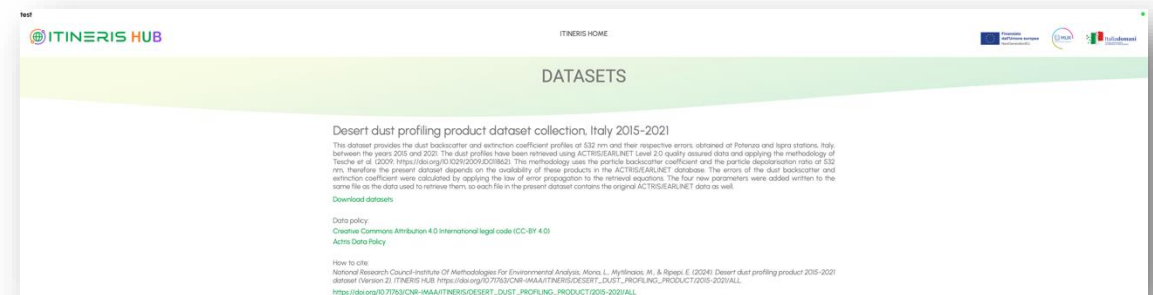 test
ITINERIS HUB
ITINERIS HOME
Finanziato
dall'Unione europea
NextGenerationEU
MUR
Italiadomani
DATASETS
Desert dust profiling product dataset collection, Italy 2015-2021
This dataset provides the dust backscatter and extinction coefficient profiles at 532 nm and their respective errors, obtained at Potenza and Ispra stations, Italy,
between the years 2015 and 2021. The dust profiles have been retrieved using ACTRIS/EARLINET Level 2.0 quality assured data and applying the methodology of
Tesche et al. (2009; https://doi.org/10.1029/2009JD011862). This methodology uses the particle backscatter coefficient and the particle depolarisation ratio at 532
nm, therefore the present dataset depends on the availability of these products in the ACTRIS/EARLINET database. The errors of the dust backscatter and
extinction coefficient were calculated by applying the law of error propagation to the retrieval equations. The four new parameters were added written to the
same file as the data used to retrieve them, so each file in the present dataset contains the original ACTRIS/EARLINET data as well.
Download datasets
Data policy:
Creative Commons Attribution 4.0 International legal code (CC-BY 4.0)
Actris Data Policy
How to cite:
National Research Council-Institute Of Methodologies For Environmental Analysis, Mona, L., Mytilinaios, M., & Ripepi, E. (2024). Desert dust profiling product 2015-2021
dataset (Version 2). ITINERIS HUB. https://doi.org/10.71763/CNR-IMAA/ITINERIS/DESERT_DUST_PROFILING_PRODUCT/2015-2021/ALL
https://doi.org/10.71763/CNR-IMAA/ITINERIS/DESERT_DUST_PROFILING_PRODUCT/2015-2021/ALL